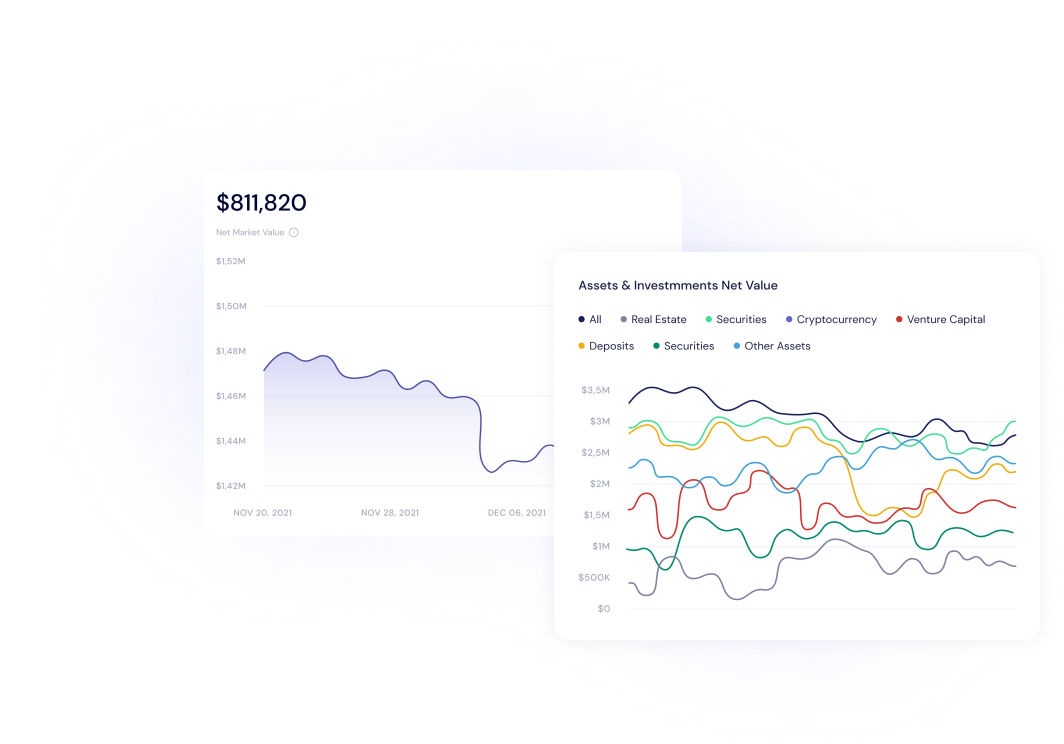 $811,820
Net Market Value
$1,52M
$1,50M
$1,48M
$1,46M
$1,44M
$1,42M
NOV 20, 2021 NOV 28, 2021 DEC 06, 2021
Assets & Investmments Net Value
All Real Estate Securities Cryptocurrency Venture Capital
Deposits Securities Other Assets
$3,5M
$3M
$2,5M
$2M
$1,5M
$1M
$500K
$0